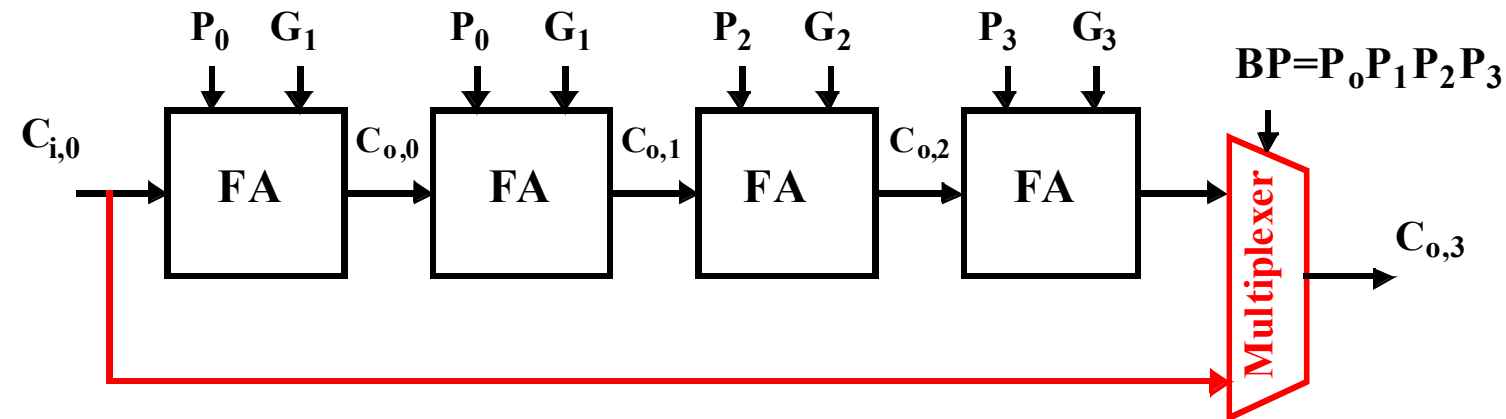 P0 G1 P0 G1 P2 G2 P3 G3
BP=PoP1P2P3
Ci,0 Co,0 Co,1 Co,2
FA FA FA FA
Multiplexer
Co,3